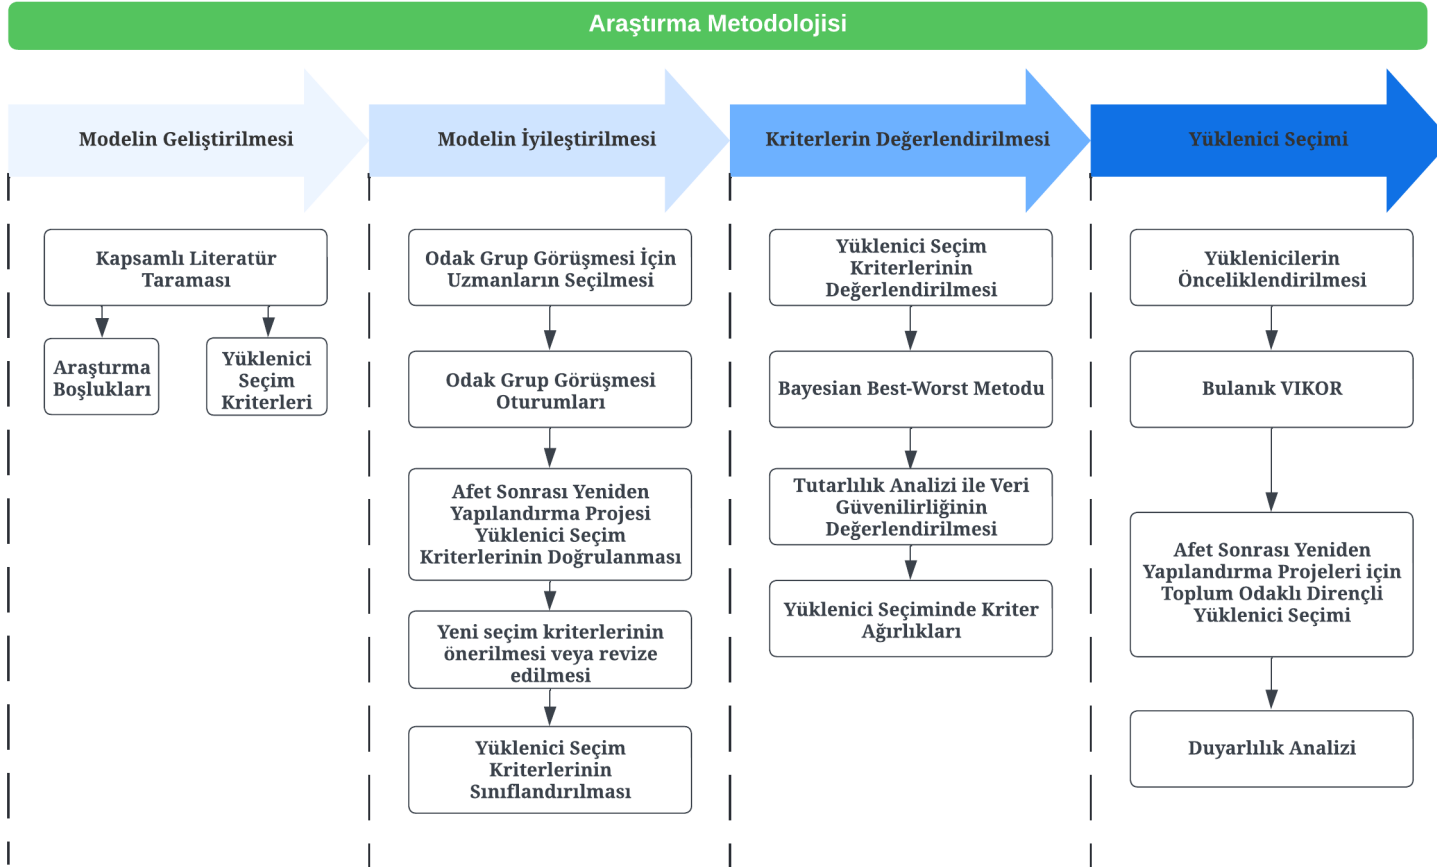 Araştırma Metodolojisi
Modelin Geliştirilmesi
Modelin İyileştirilmesi
Kriterlerin Değerlendirilmesi
Yüklenici Seçimi
Kapsamlı Literatür
Taraması
Araştırma
Boşlukları
Yüklenici
Seçim
Kriterleri
Odak Grup Görüşmesi İçin
Uzmanların Seçilmesi
Odak Grup Görüşmesi
Oturumları
Afet Sonrası Yeniden
Yapılandırma Projesi
Yüklenici Seçim
Kriterlerinin Doğrulanması
Yeni seçim kriterlerinin
önerilmesi veya revize
edilmesi
Yüklenici Seçim
Kriterlerinin
Sınıflandırılması
Yüklenici Seçim
Kriterlerinin
Değerlendirilmesi
Bayesian Best-Worst Metodu
Tutarlılık Analizi ile Veri
Güvenilirliğinin
Değerlendirilmesi
Yüklenici Seçiminde Kriter
Ağırlıkları
Yüklenicilerin
Önceliklendirilmesi
Bulanık VIKOR
Afet Sonrası Yeniden
Yapılandırma Projeleri için
Toplum Odaklı Dirençli
Yüklenici Seçimi
Duyarlılık Analizi